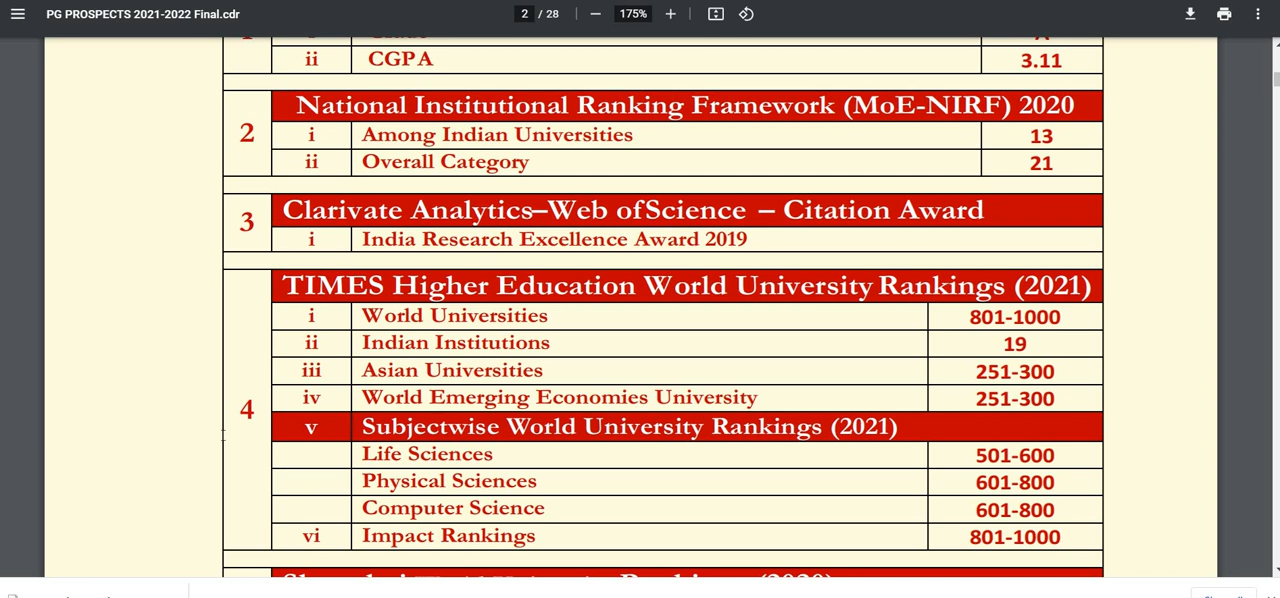 PG PROSPECTS 2021-2022 Final.cdr 2 / 28 175%
ii CGPA 3.11
2 National Institutional Ranking Framework (MoE-NIRF) 2020
i Among Indian Universities 13
ii Overall Category 21
3 Clarivate Analytics–Web of Science – Citation Award
i India Research Excellence Award 2019
4 TIMES Higher Education World University Rankings (2021)
i World Universities 801-1000
ii Indian Institutions 19
iii Asian Universities 251-300
iv World Emerging Economies University 251-300
v Subjectwise World University Rankings (2021)
Life Sciences 501-600
Physical Sciences 601-800
Computer Science 601-800
vi Impact Rankings 801-1000